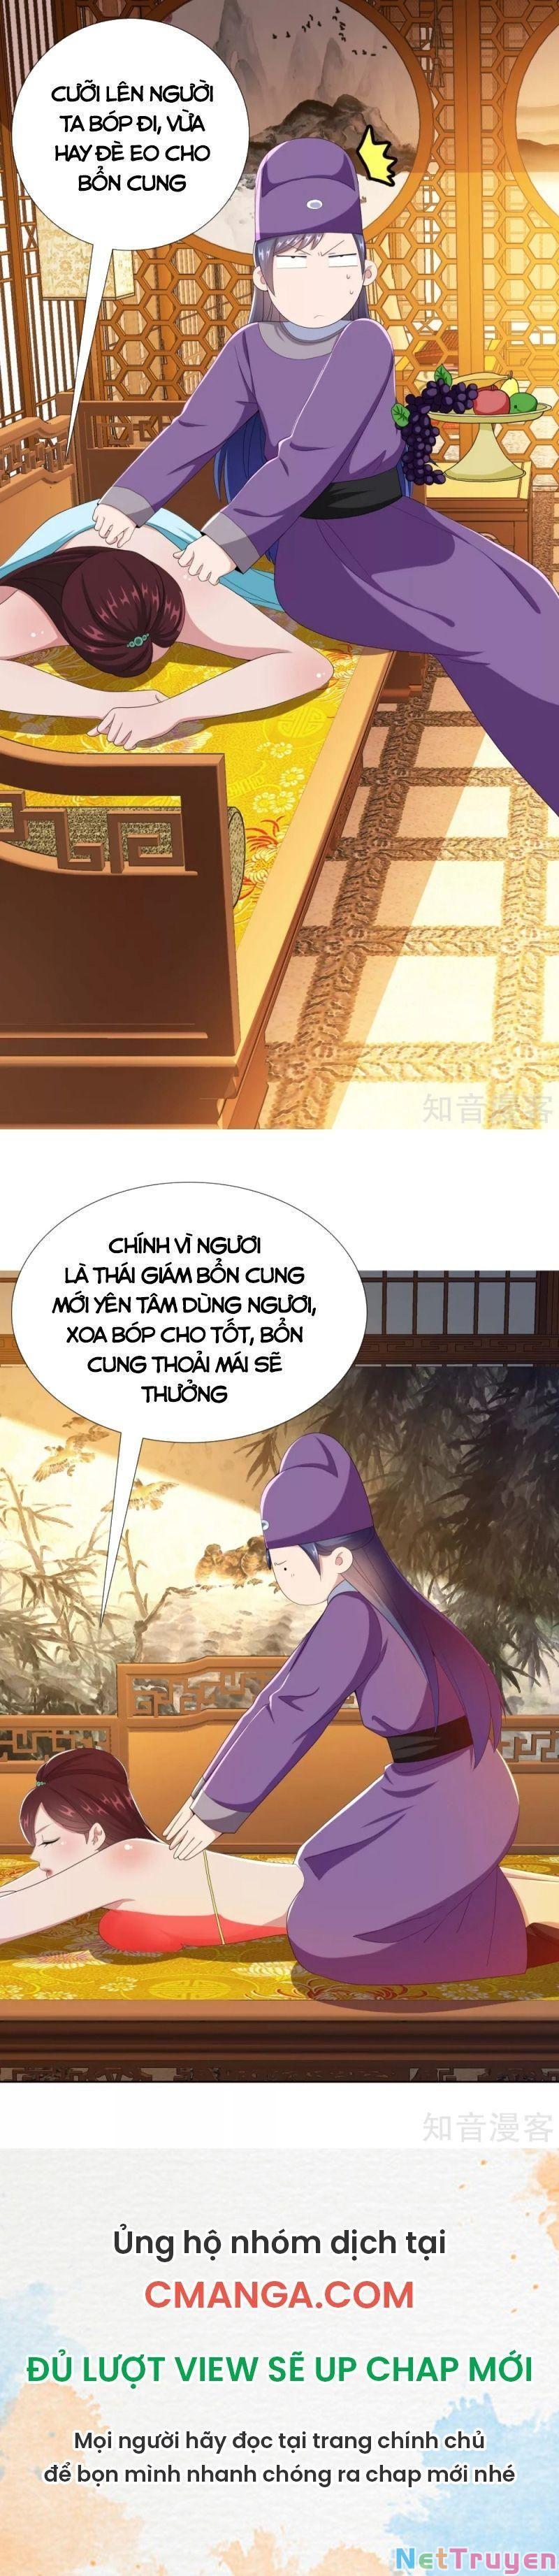 CƯỠI LÊN NGƯỜI
TA BÓP ĐI, VỪA
HAY ĐÈ EO CHO
BỔN CUNG
知音漫客
CHÍNH VÌ NGƯƠI
LÀ THÁI GIÁM BỔN CUNG
MỚI YÊN TÂM DÙNG NGƯƠI,
XOA BÓP CHO TỐT, BỔN
CUNG THOẢI MÁI SẼ
THƯỞNG
知音漫客
Ủng hộ nhóm dịch tại
CMANGA.COM
ĐỦ LƯỢT VIEW SẼ UP CHAP MỚI
Mọi người hãy đọc tại trang chính chủ
để bọn mình nhanh chóng ra chap mới nhé
NetTruyen